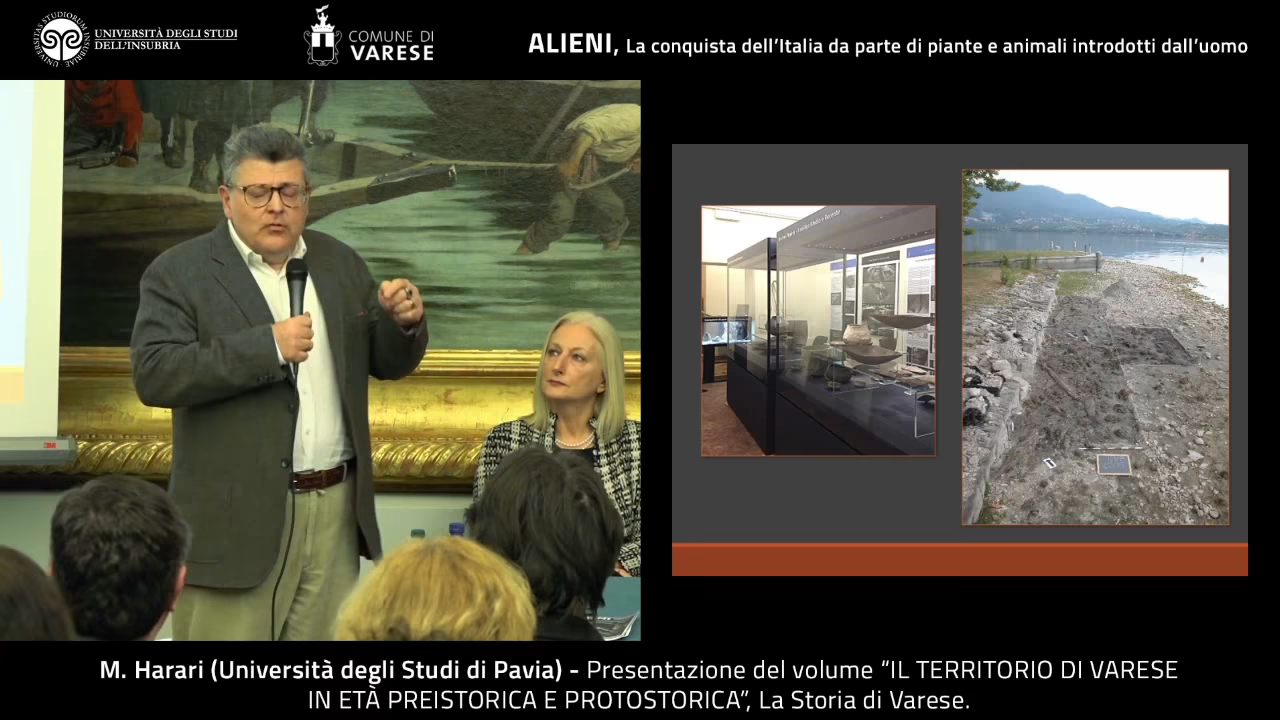 UNIVERSITÀ DEGLI STUDI
DELL'INSUBRIA
COMUNE DI
VARESE
ALIENI, La conquista dell'Italia da parte di piante e animali introdotti dall'uomo
3M
M. Harari (Università degli Studi di Pavia) - Presentazione del volume “IL TERRITORIO DI VARESE
IN ETÀ PREISTORICA E PROTOSTORICA”, La Storia di Varese.